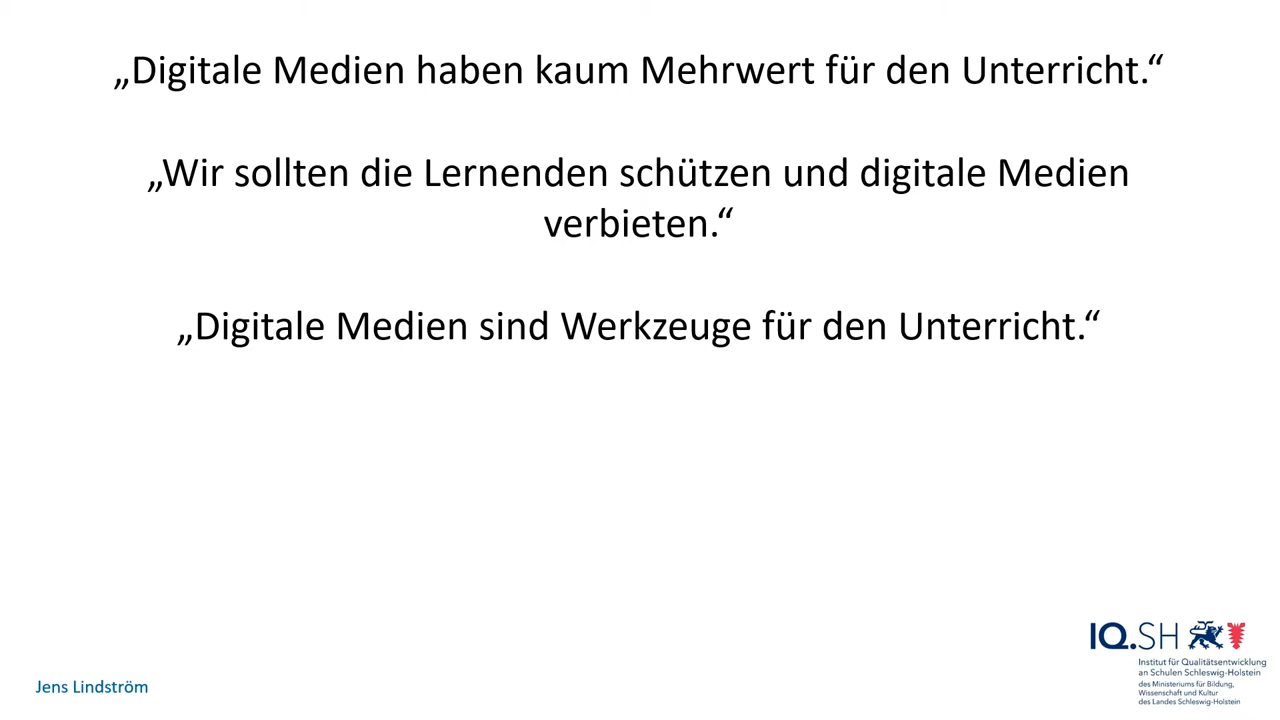 „Digitale Medien haben kaum Mehrwert für den Unterricht.“
„Wir sollten die Lernenden schützen und digitale Medien
verbieten.“
„Digitale Medien sind Werkzeuge für den Unterricht.“
IQ.SH
Institut für Qualitätsentwicklung
an Schulen Schleswig-Holstein
des Ministeriums für Bildung,
Wissenschaft und Kultur
des Landes Schleswig-Holstein
Jens Lindström